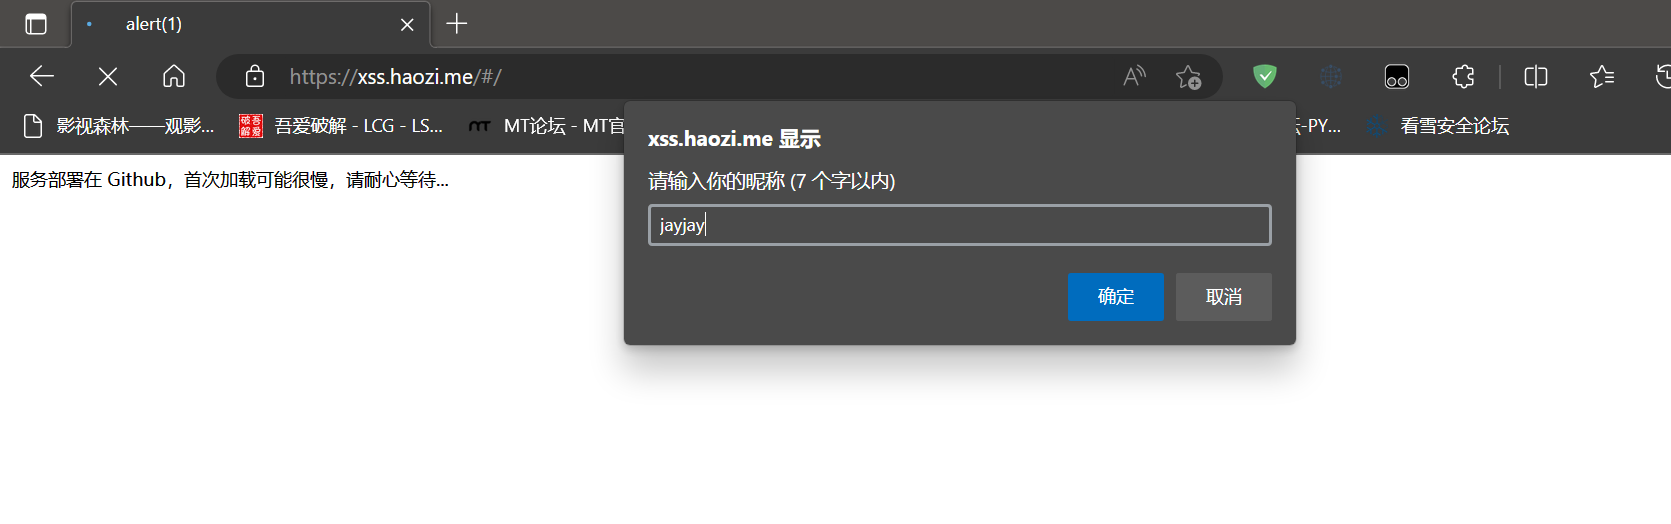 alert(1)
https://xss.haozi.me/#/
影视森林——观影...
吾爱破解 - LCG - LS...
MT论坛 - MT官
坛-PY...
看雪安全论坛
服务部署在 Github，首次加载可能很慢，请耐心等待...
xss.haozi.me 显示
请输入你的昵称 (7 个字以内)
jayjay
确定
取消